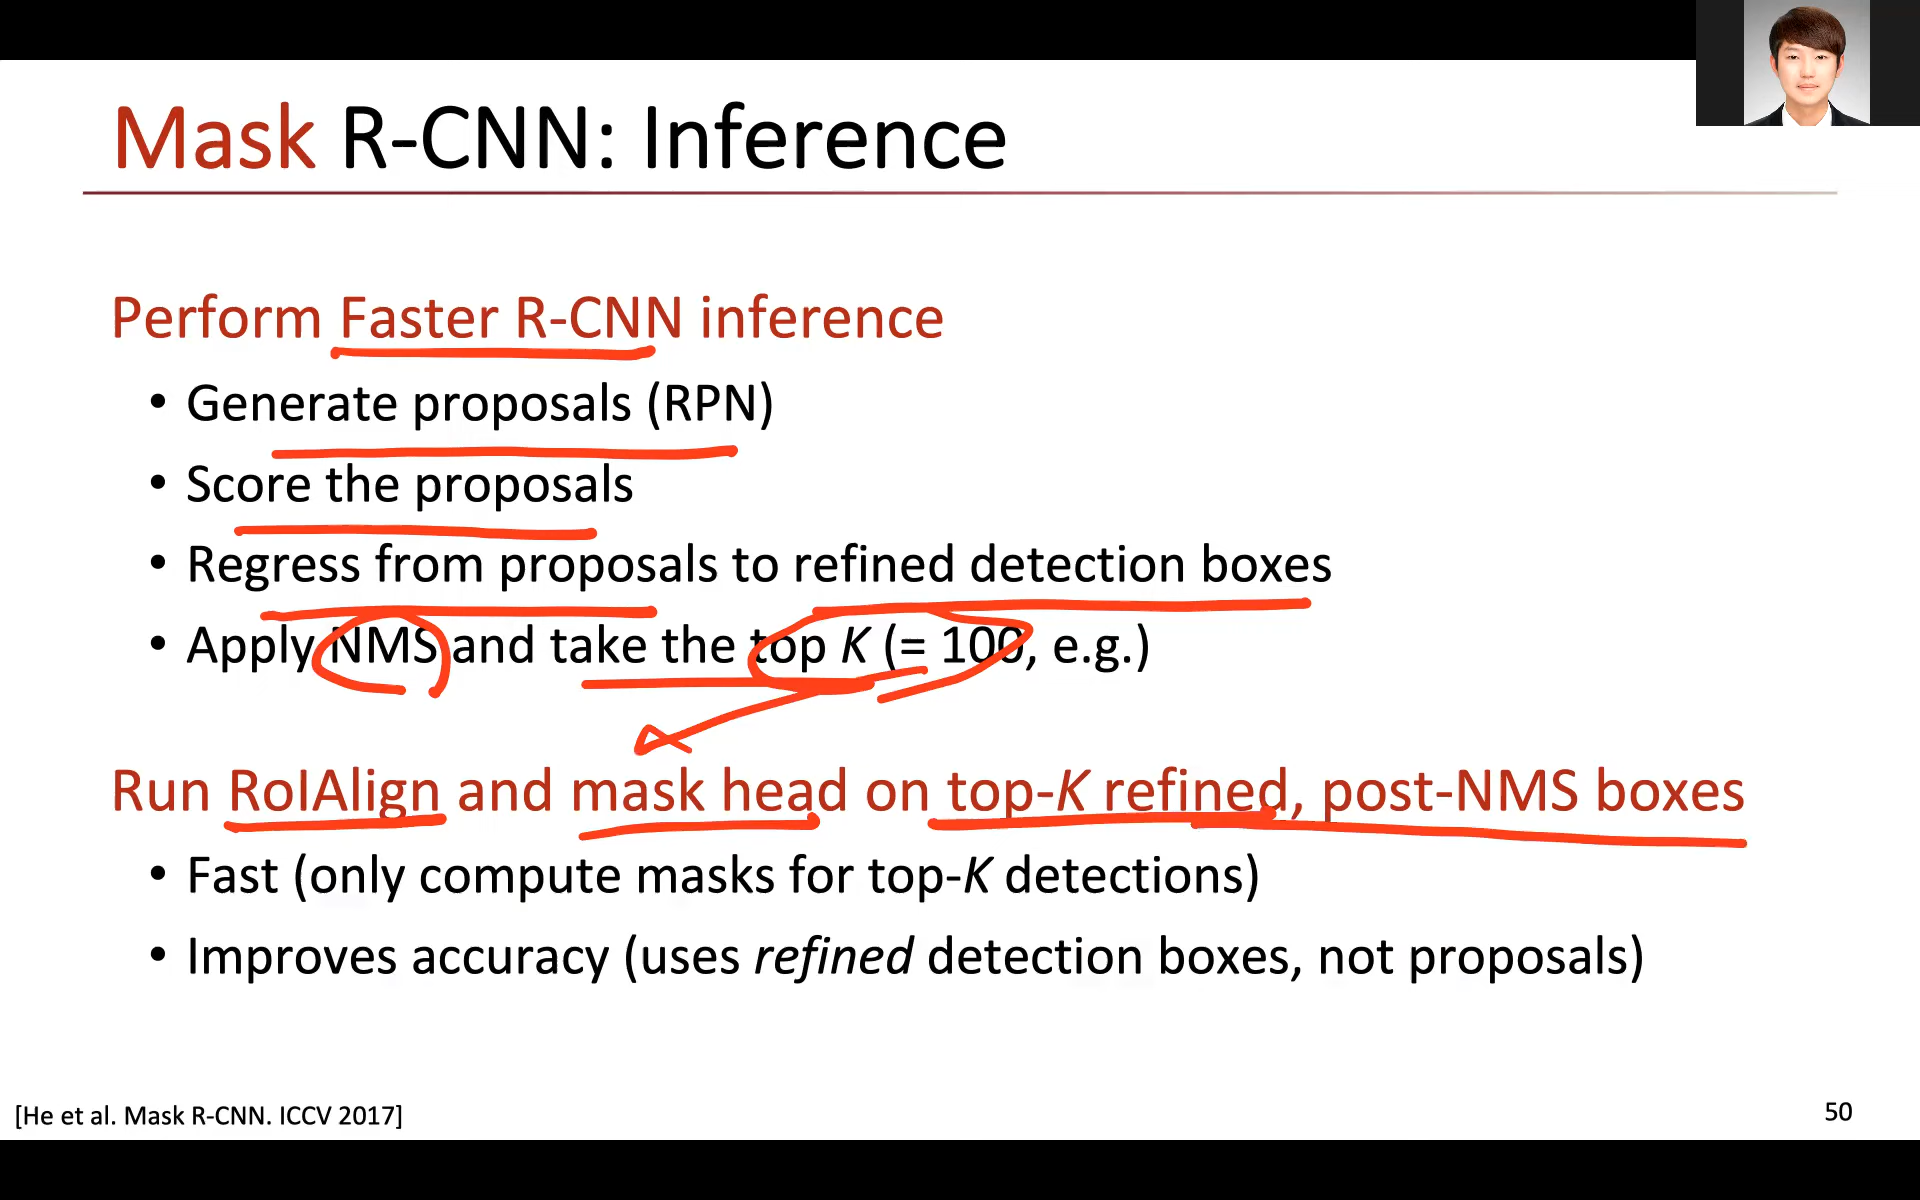 Mask R-CNN: Inference
Perform Faster R-CNN inference
• Generate proposals (RPN)
• Score the proposals
• Regress from proposals to refined detection boxes
• Apply NMS and take the top K (= 100, e.g.)
Run RoIAlign and mask head on top-K refined, post-NMS boxes
• Fast (only compute masks for top-K detections)
• Improves accuracy (uses refined detection boxes, not proposals)
[He et al. Mask R-CNN. ICCV 2017]
50